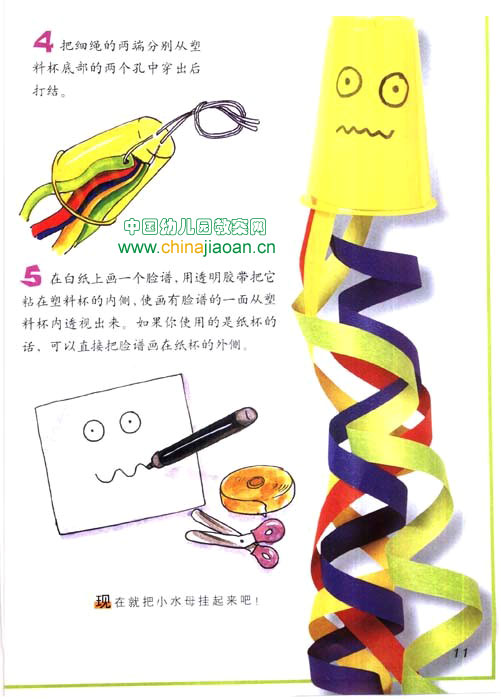 4 把细绳的两端分别从塑
料杯底部的两个孔中穿出后
打结。
中国幼儿园教案网
www.chinajiaoan.cn
5 在白纸上画一个脸谱，用透明胶带把它
粘在塑料杯的内侧，使画有脸谱的一面从塑
料杯内透视出来。如果你使用的是纸杯的
话，可以直接把脸谱画在纸杯的外侧。
现在就把小水母挂起来吧！
11